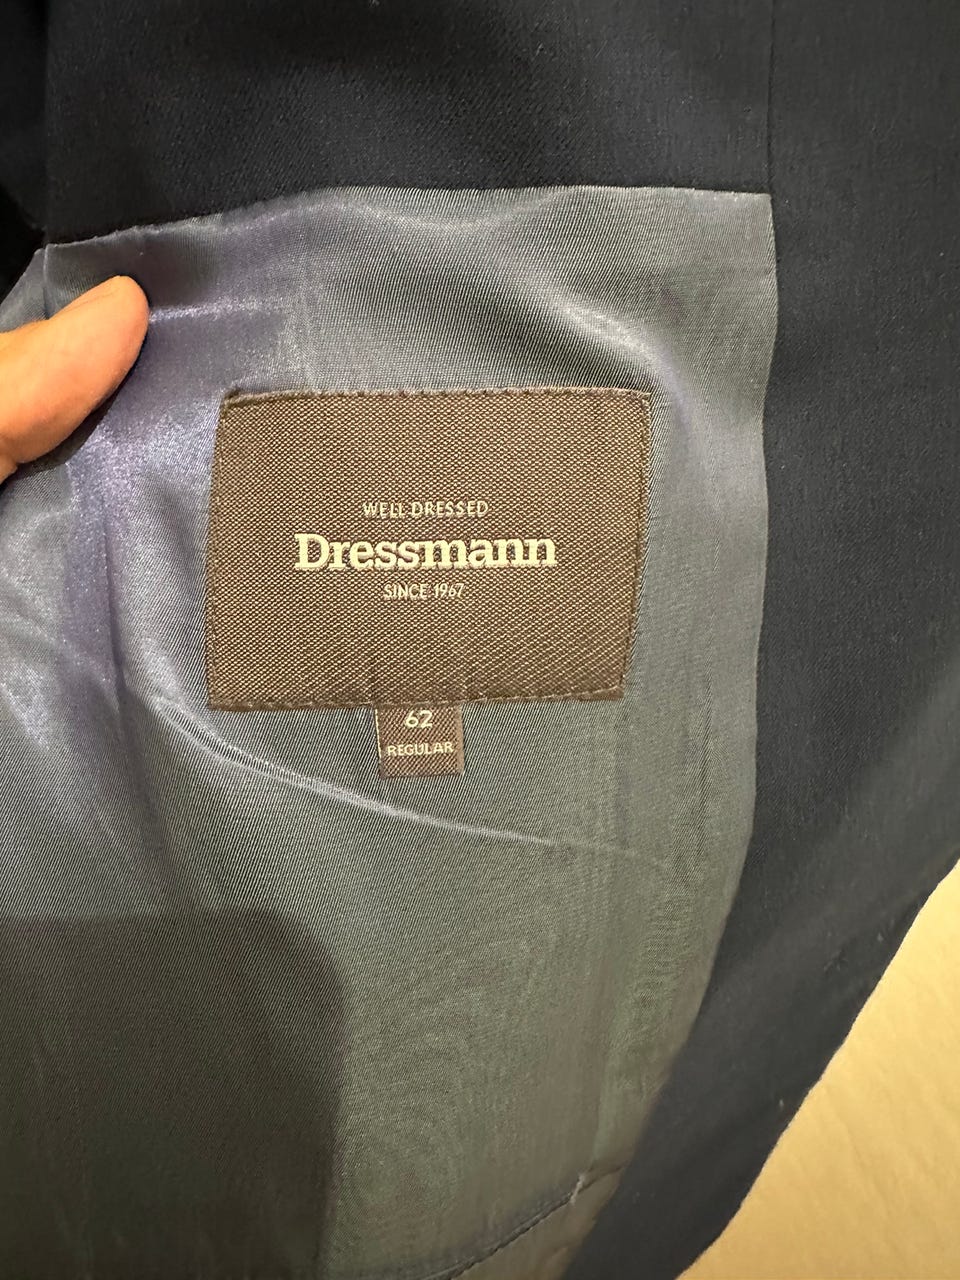 WELL DRESSED
Dressmann
SINCE 1967
62
REGULAR